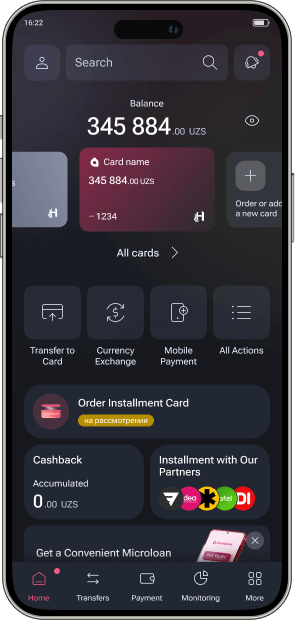 16:22
Search
Balance
345 884.00 UZS
Card name
345 884.00 UZS
·· 1234
s
Order or add
a new card
All cards
Transfer to
Card
Currency
Exchange
Mobile
Payment
All Actions
Order Installment Card
на рассмотрении
Cashback
Accumulated
0.00 UZS
Installment with Our
Partners
idea
artel
Get a Convenient Microloan
Home
Transfers
Payment
Monitoring
More